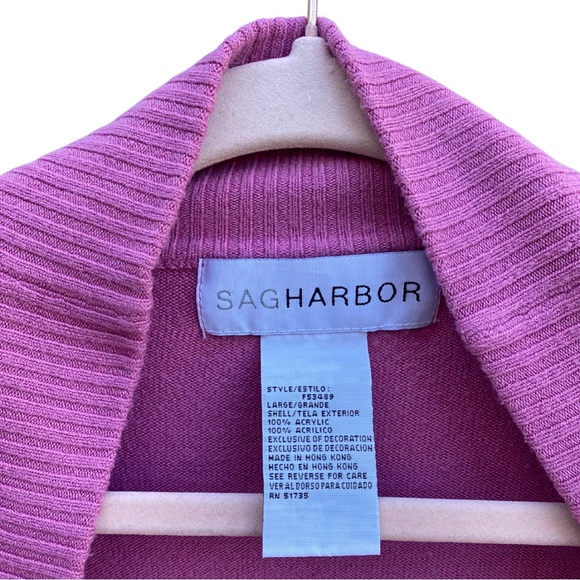 SAGHARBOR
STYLE/ESTILO:
F53489
LARGE/GRANDE
SHELL/TELA EXTERIOR
100% ACRYLIC
100% ACRILICO
EXCLUSIVE OF DECORATION
EXCLUSIVO DE DECORACION
MADE IN HONG KONG
HECHO EN HONG KONG
SEE REVERSE FOR CARE
VER AL DORSO PARA CUIDADO
RN 51735